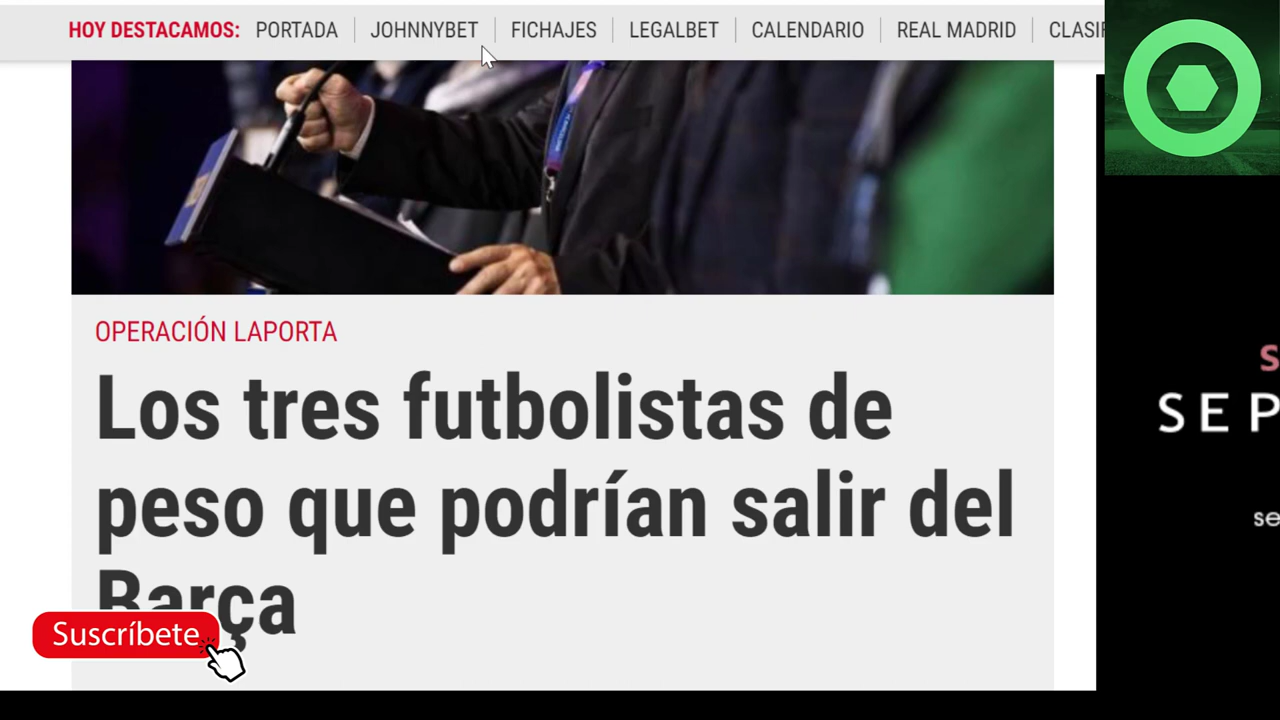 HOY DESTACAMOS: PORTADA JOHNNYBET FICHAJES LEGALBET CALENDARIO REAL MADRID
OPERACIÓN LAPORTA
Los tres futbolistas de
peso que podrían salir del
Barça
Suscríbete